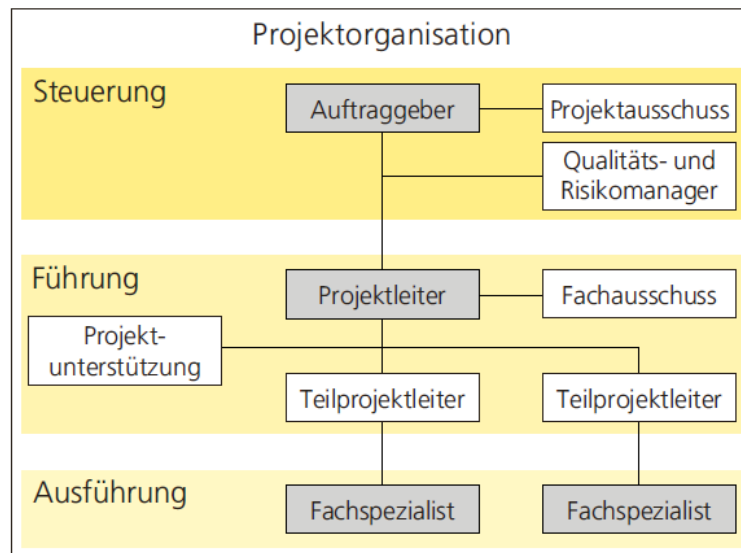 Projektorganisation
Steuerung
Auftraggeber
Projektausschuss
Qualitäts- und
Risikomanager
Führung
Projektleiter
Fachausschuss
Projekt-
unterstützung
Teilprojektleiter
Teilprojektleiter
Ausführung
Fachspezialist
Fachspezialist